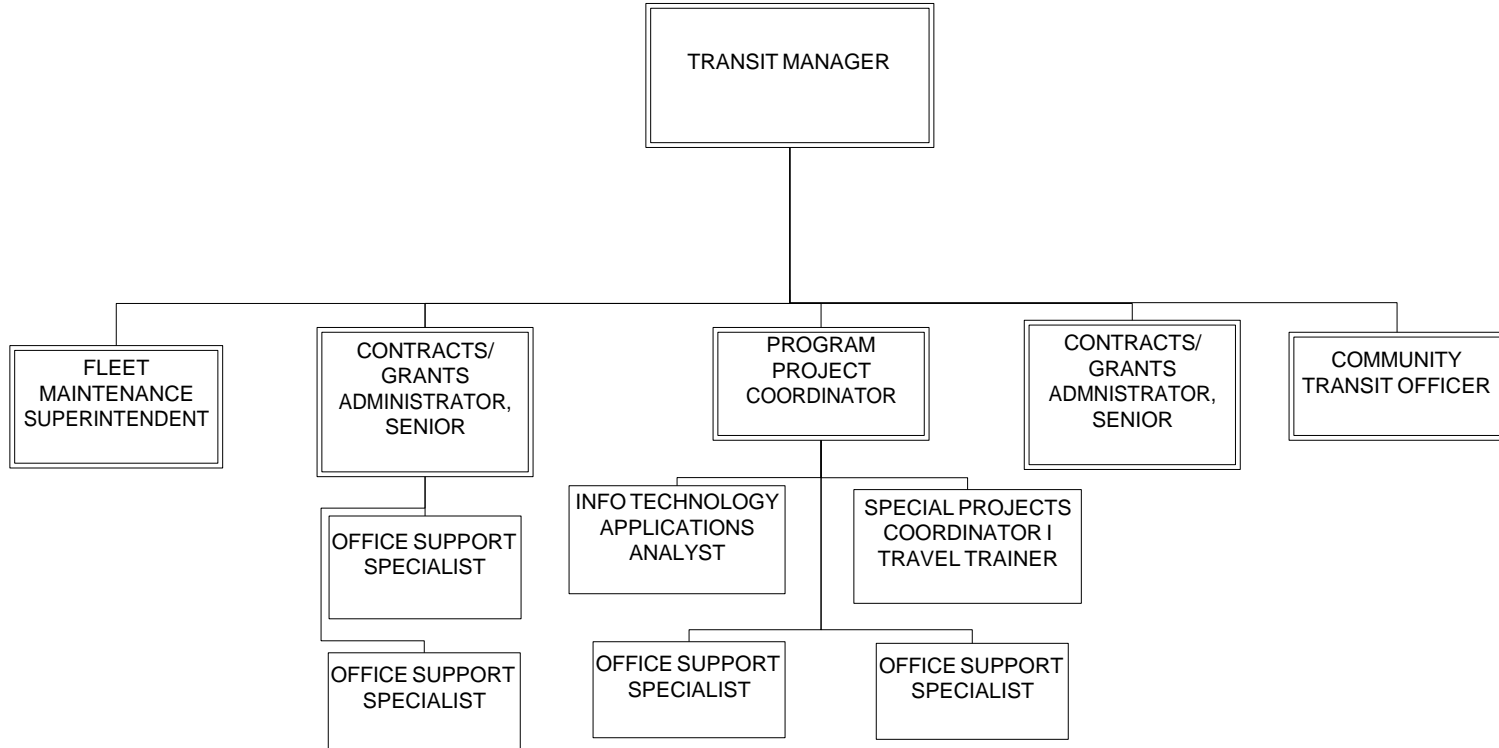 TRANSIT MANAGER
FLEET
MAINTENANCE
SUPERINTENDENT
CONTRACTS/
GRANTS
ADMINISTRATOR,
SENIOR
PROGRAM
PROJECT
COORDINATOR
CONTRACTS/
GRANTS
ADMNISTRATOR,
SENIOR
COMMUNITY
TRANSIT OFFICER
OFFICE SUPPORT
SPECIALIST
INFO TECHNOLOGY
APPLICATIONS
ANALYST
SPECIAL PROJECTS
COORDINATOR I
TRAVEL TRAINER
OFFICE SUPPORT
SPECIALIST
OFFICE SUPPORT
SPECIALIST
OFFICE SUPPORT
SPECIALIST